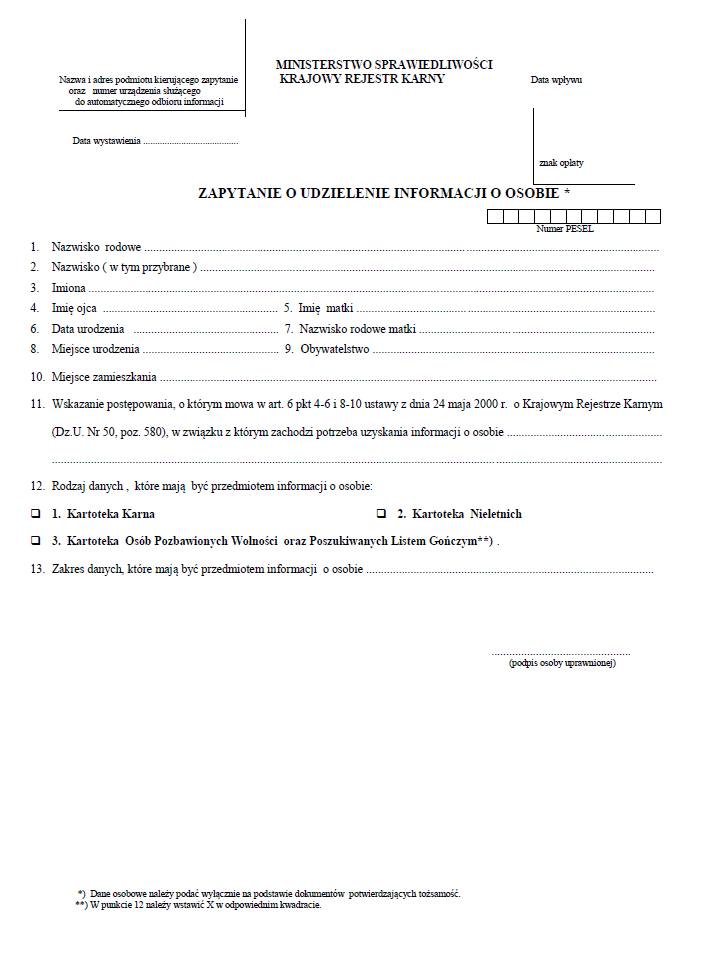 MINISTERSTWO SPRAWIEDLIWOŚCI
KRAJOWY REJESTR KARNY
Nazwa i adres podmiotu kierującego zapytanie
oraz numer urządzenia służącego
do automatycznego odbioru informacji
Data wpływu
Data wystawienia ........................................
znak opłaty
ZAPYTANIE O UDZIELENIE INFORMACJI O OSOBIE *
Numer PESEL
1. Nazwisko rodowe ........................................
2. Nazwisko ( w tym przybrane ) ........................................
3. Imiona ........................................
4. Imię ojca ........................................ 5. Imię matki ........................................
6. Data urodzenia ........................................ 7. Nazwisko rodowe matki ........................................
8. Miejsce urodzenia ........................................ 9. Obywatelstwo ........................................
10. Miejsce zamieszkania ........................................
11. Wskazanie postępowania, o którym mowa w art. 6 pkt 4-6 i 8-10 ustawy z dnia 24 maja 2000 r. o Krajowym Rejestrze Karnym
(Dz.U. Nr 50, poz. 580), w związku z którym zachodzi potrzeba uzyskania informacji o osobie ........................................
........................................
12. Rodzaj danych , które mają być przedmiotem informacji o osobie:
❑ 1. Kartoteka Karna ❑ 2. Kartoteka Nieletnich
❑ 3. Kartoteka Osób Pozbawionych Wolności oraz Poszukiwanych Listem Gończym**) .
13. Zakres danych, które mają być przedmiotem informacji o osobie ........................................
........................................
(podpis osoby uprawnionej)
*) Dane osobowe należy podać wyłącznie na podstawie dokumentów potwierdzających tożsamość.
**) W punkcie 12 należy wstawić X w odpowiednim kwadracie.